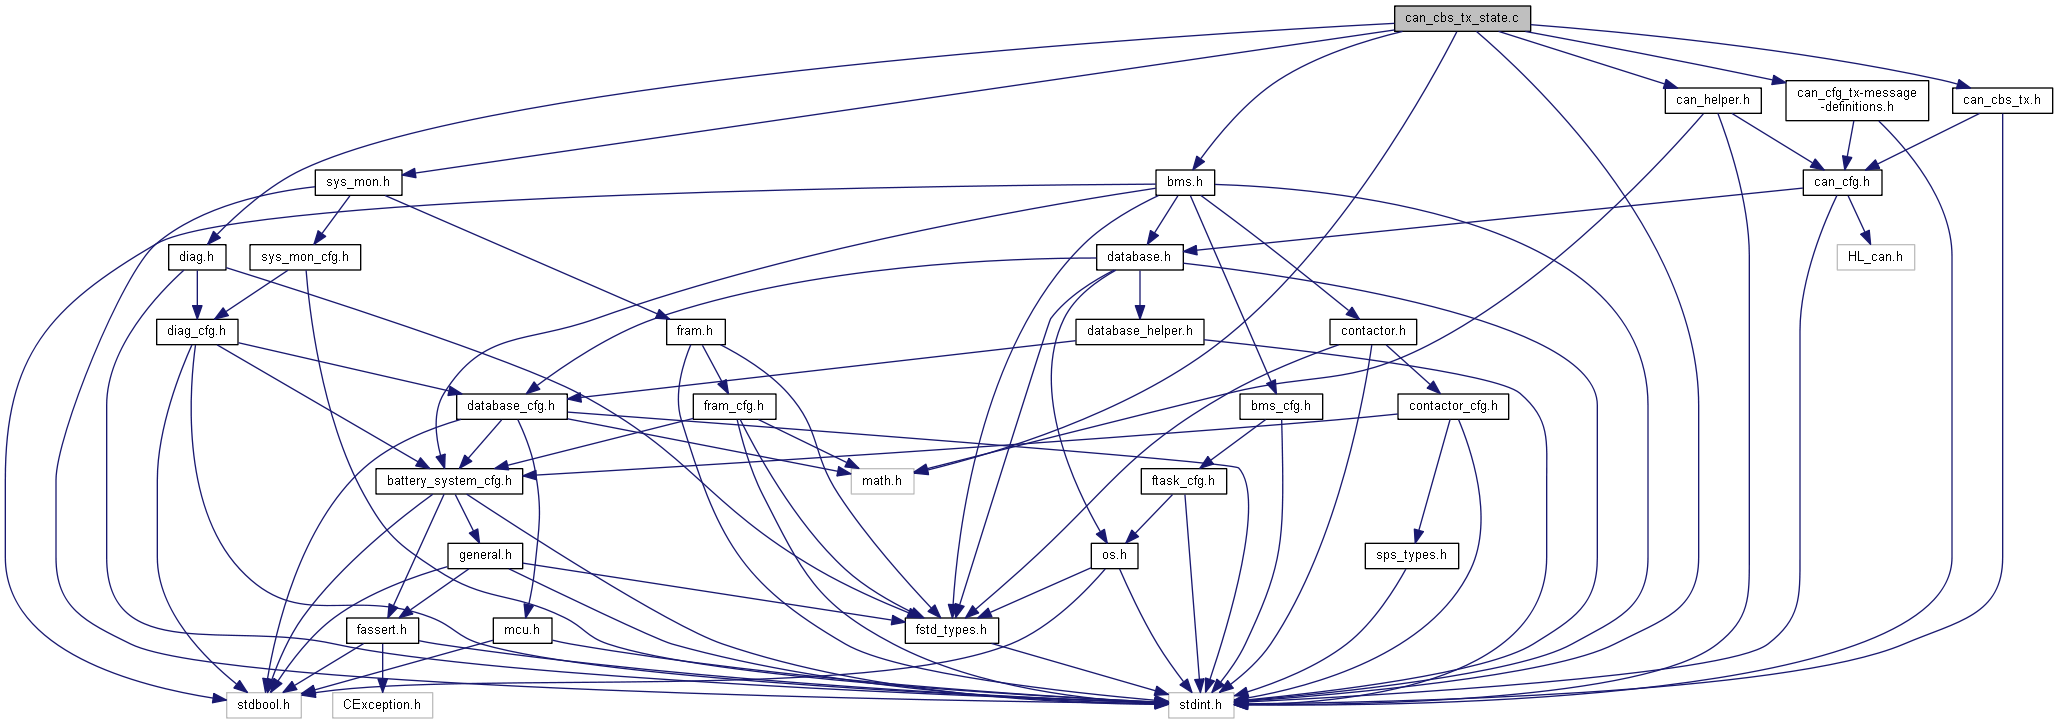 can_cbs_tx_state.c
can_helper.h
can_cfg_tx-message
-definitions.h
can_cbs_tx.h
sys_mon.h
bms.h
can_cfg.h
diag.h
sys_mon_cfg.h
database.h
HL_can.h
diag_cfg.h
fram.h
database_helper.h
contactor.h
database_cfg.h
fram_cfg.h
bms_cfg.h
contactor_cfg.h
battery_system_cfg.h
math.h
ftask_cfg.h
general.h
os.h
sps_types.h
fassert.h
mcu.h
fstd_types.h
stdbool.h
CException.h
stdint.h